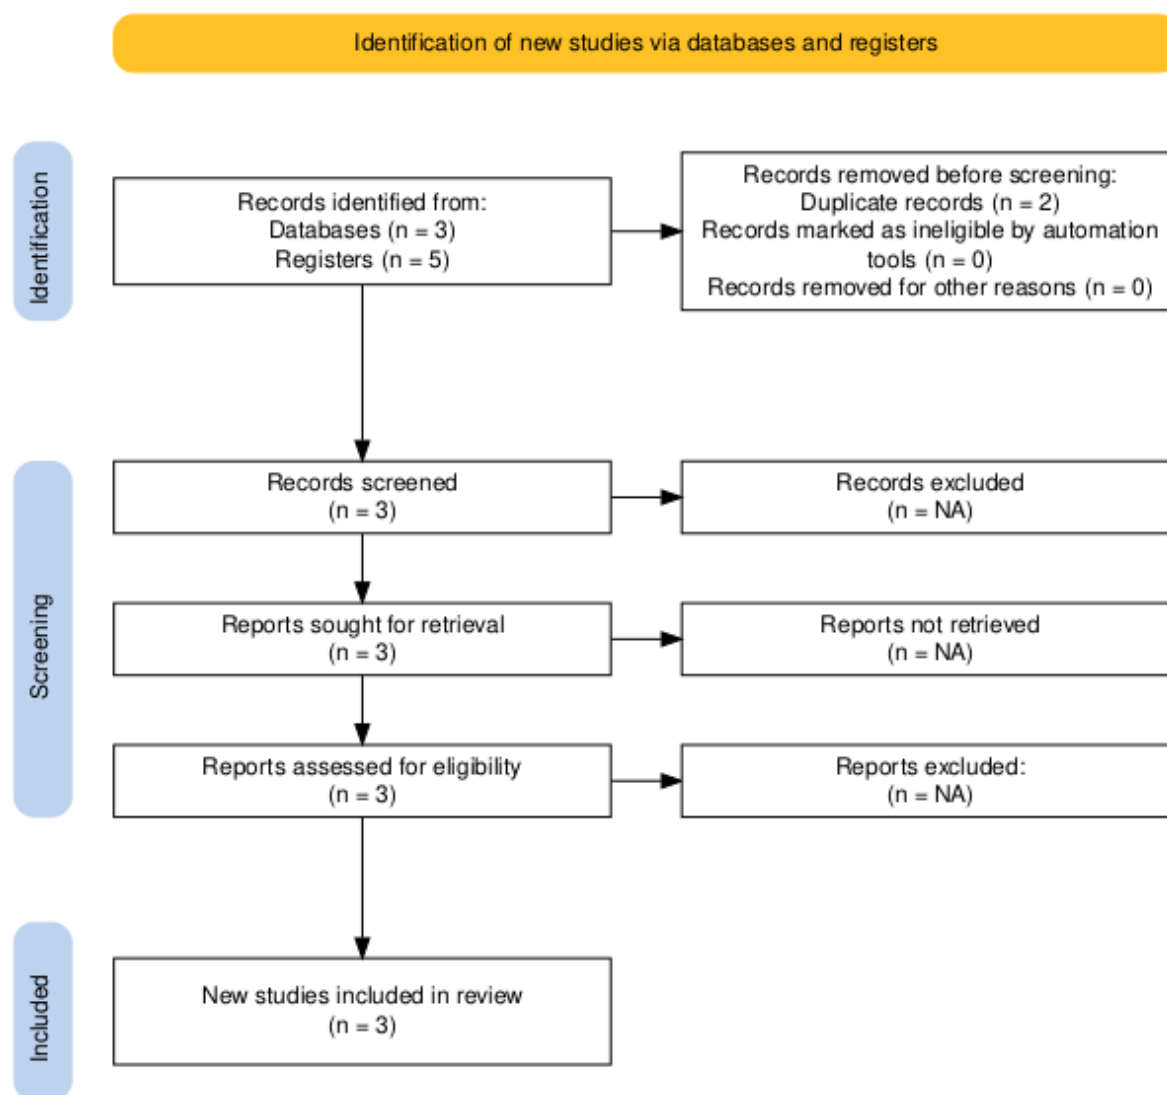 Identification of new studies via databases and registers
Identification
Records identified from:
Databases (n = 3)
Registers (n = 5)
Records removed before screening:
Duplicate records (n = 2)
Records marked as ineligible by automation
tools (n = 0)
Records removed for other reasons (n = 0)
Screening
Records screened
(n = 3)
Records excluded
(n = NA)
Reports sought for retrieval
(n = 3)
Reports not retrieved
(n = NA)
Reports assessed for eligibility
(n = 3)
Reports excluded:
(n = NA)
Included
New studies included in review
(n = 3)